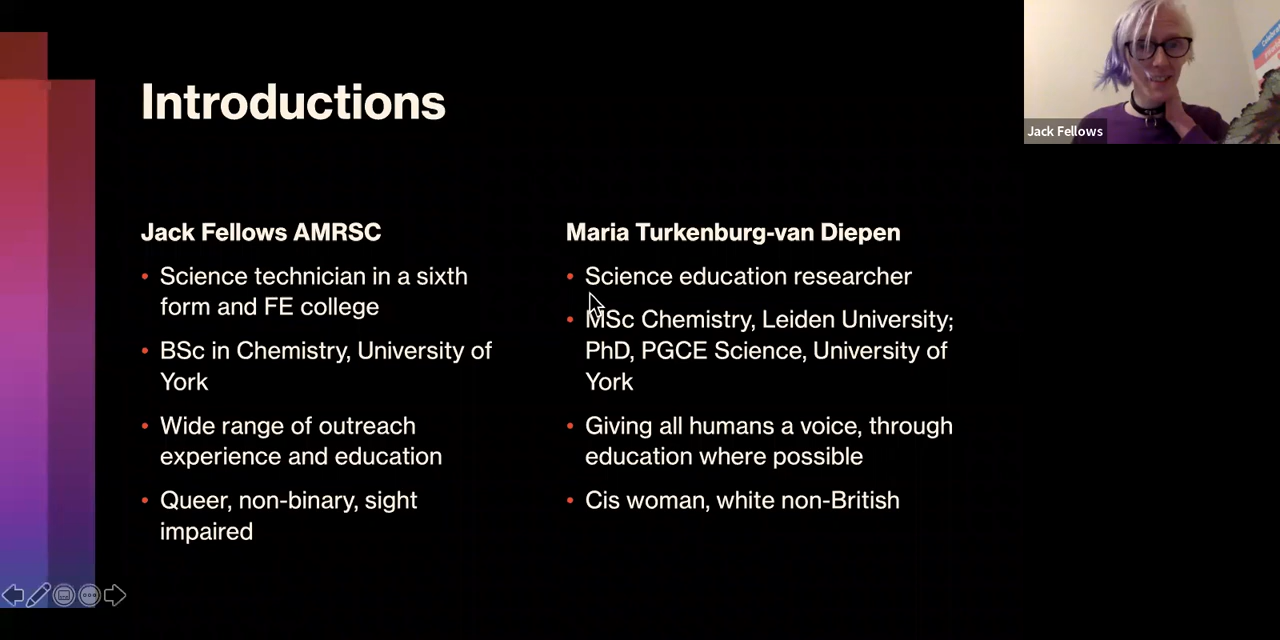 Introductions
Jack Fellows AMRSC
• Science technician in a sixth
form and FE college
• BSc in Chemistry, University of
York
• Wide range of outreach
experience and education
• Queer, non-binary, sight
impaired
Maria Turkenburg-van Diepen
• Science education researcher
• MSc Chemistry, Leiden University;
PhD, PGCE Science, University of
York
• Giving all humans a voice, through
education where possible
• Cis woman, white non-British
Jack Fellows